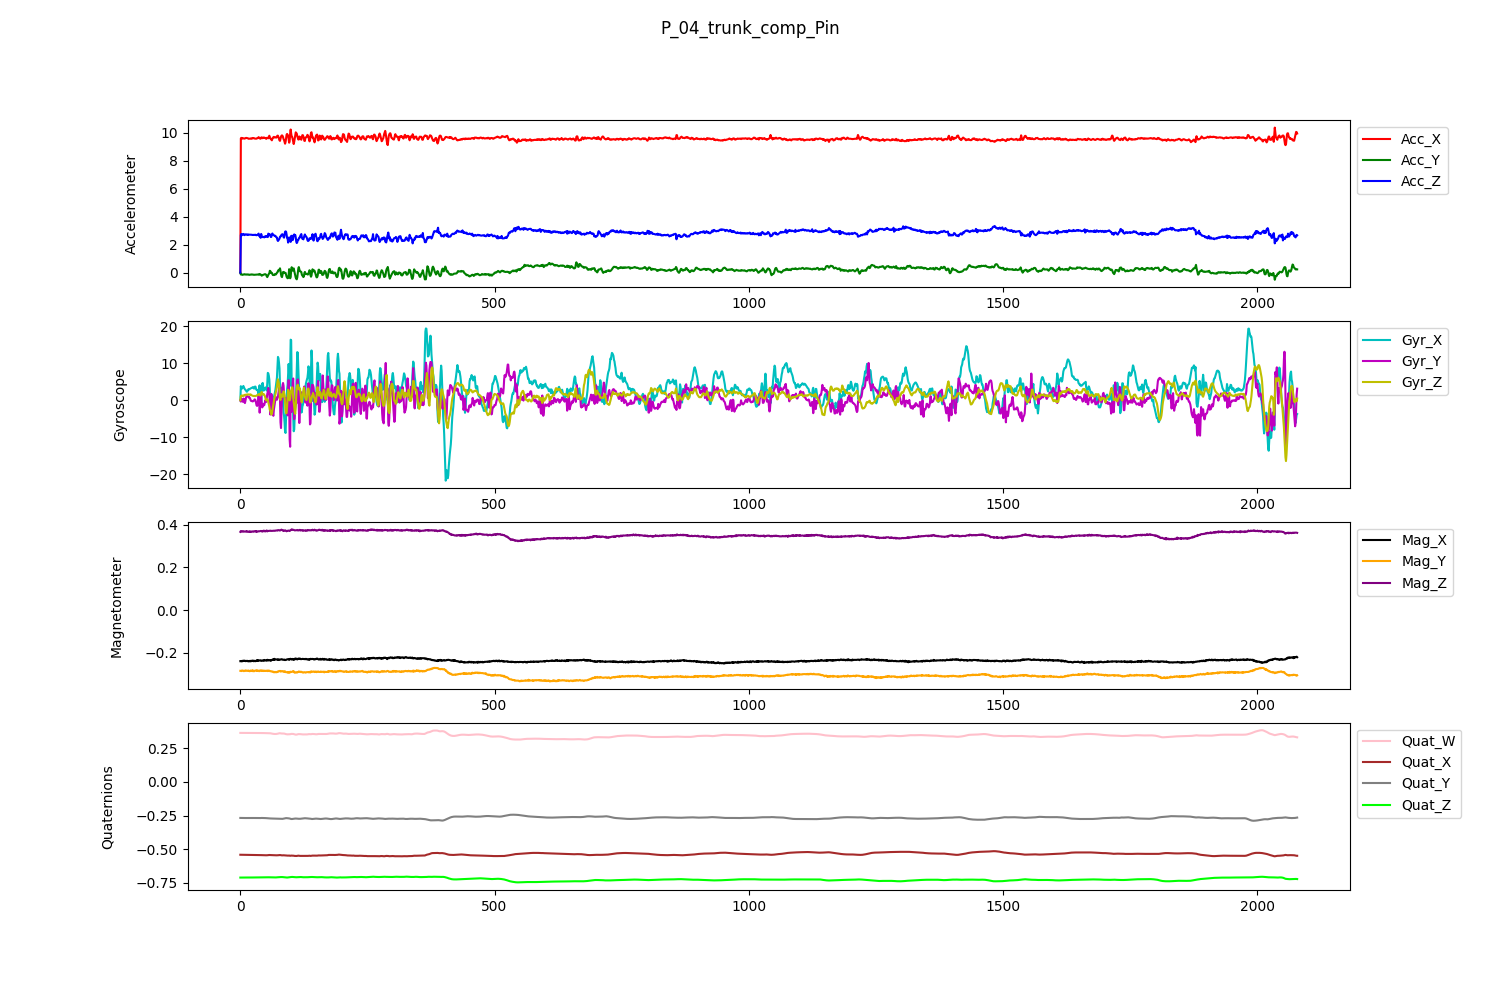 P_04_trunk_comp_Pin
Accelerometer
10
8
6
4
2
0
0 500 1000 1500 2000
Acc_X
Acc_Y
Acc_Z
Gyroscope
20
10
0
−10
−20
0 500 1000 1500 2000
Gyr_X
Gyr_Y
Gyr_Z
Magnetometer
0.4
0.2
0.0
−0.2
0 500 1000 1500 2000
Mag_X
Mag_Y
Mag_Z
Quaternions
0.25
0.00
−0.25
−0.50
−0.75
0 500 1000 1500 2000
Quat_W
Quat_X
Quat_Y
Quat_Z